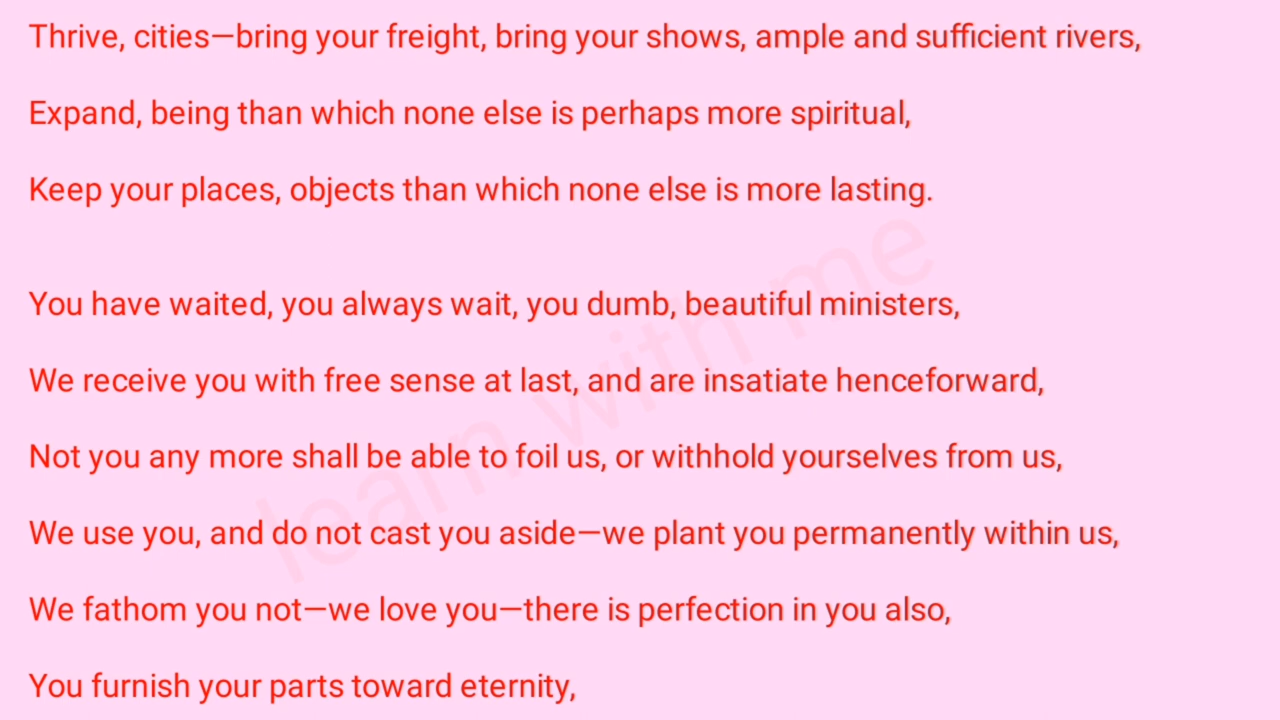 Thrive, cities—bring your freight, bring your shows, ample and sufficient rivers,
Expand, being than which none else is perhaps more spiritual,
Keep your places, objects than which none else is more lasting.
You have waited, you always wait, you dumb, beautiful ministers,
We receive you with free sense at last, and are insatiate henceforward,
Not you any more shall be able to foil us, or withhold yourselves from us,
We use you, and do not cast you aside—we plant you permanently within us,
We fathom you not—we love you—there is perfection in you also,
You furnish your parts toward eternity,
learn with me